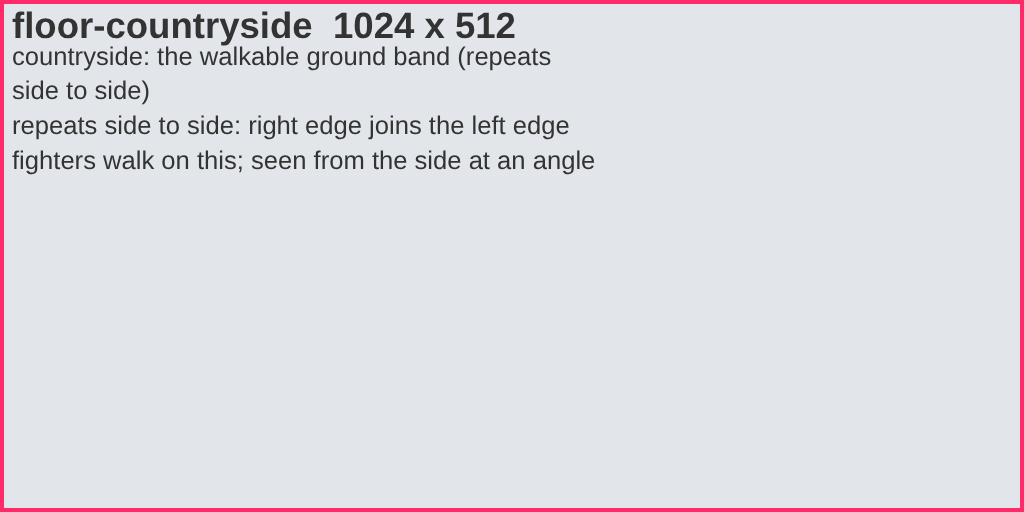 floor-countryside  1024 x 512
countryside: the walkable ground band (repeats
side to side)
repeats side to side: right edge joins the left edge
fighters walk on this; seen from the side at an angle